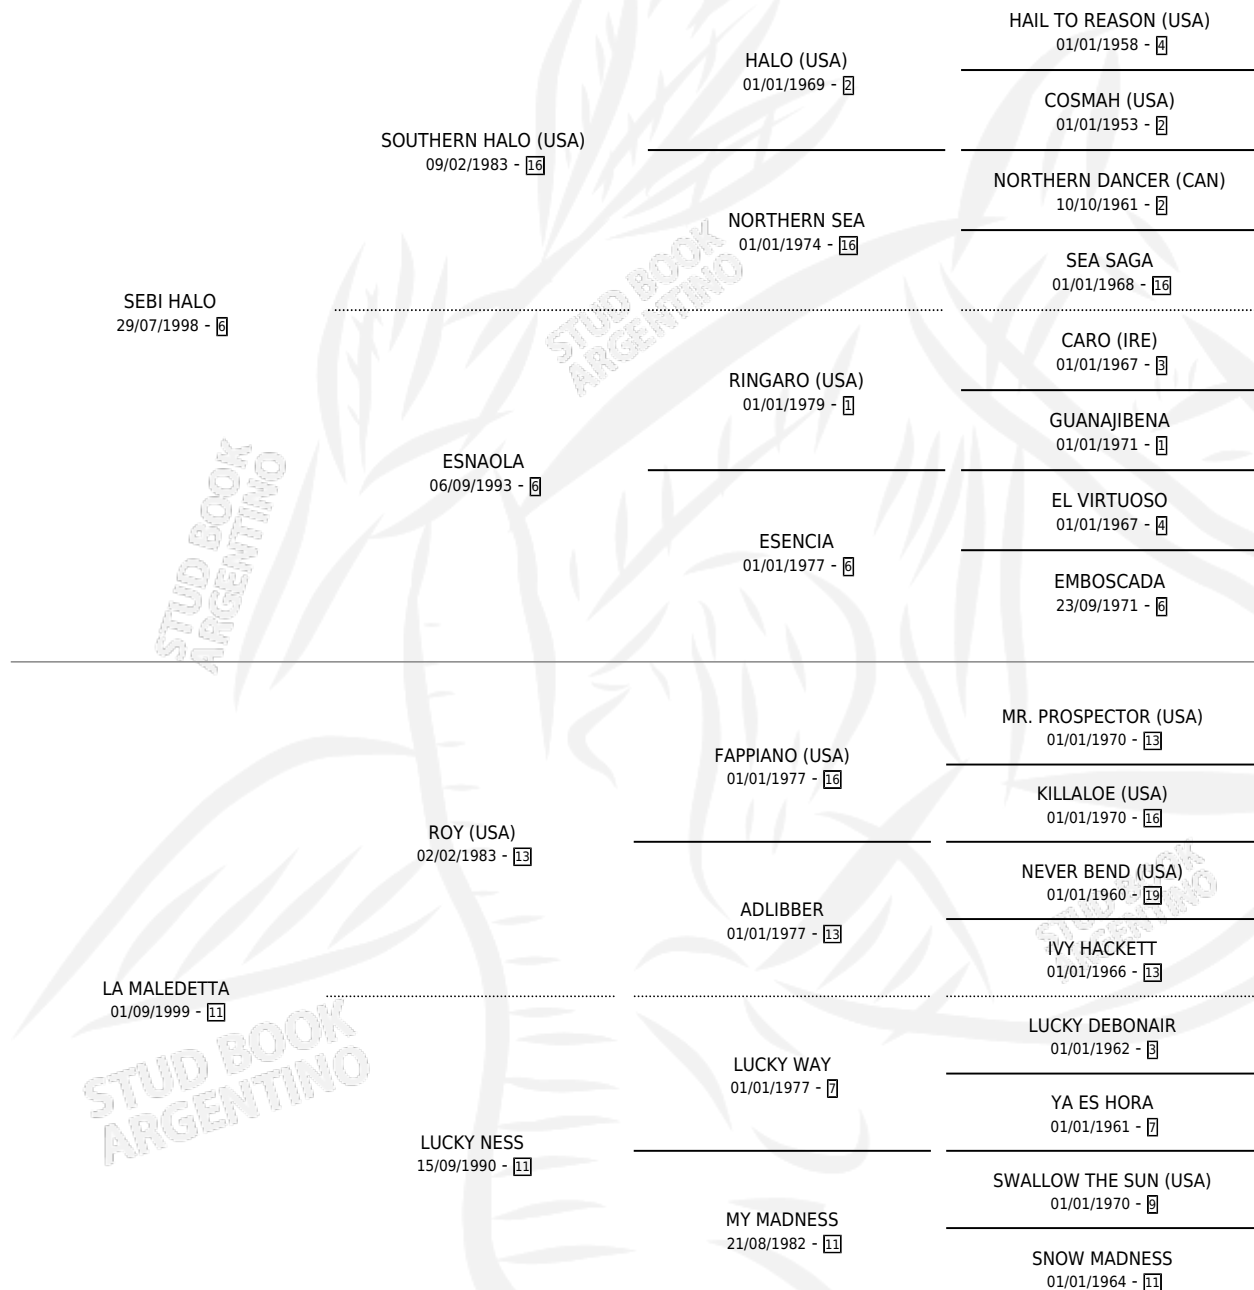 HAIL TO REASON (USA)
01/01/1958 - 4
HALO (USA)
01/01/1969 - 2
COSMAH (USA)
01/01/1953 - 2
SOUTHERN HALO (USA)
09/02/1983 - 16
NORTHERN DANCER (CAN)
10/10/1961 - 2
NORTHERN SEA
01/01/1974 - 16
SEA SAGA
01/01/1968 - 16
SEBI HALO
29/07/1998 - 6
STUD BOOK
ARGENTINO
CARO (IRE)
01/01/1967 - 3
RINGARO (USA)
01/01/1979 - 1
GUANAJIBENA
01/01/1971 - 1
ESNAOLA
06/09/1993 - 6
EL VIRTUOSO
01/01/1967 - 4
ESENCIA
01/01/1977 - 6
EMBOSCADA
23/09/1971 - 6
STUD BOOK
ARGENTINO
MR. PROSPECTOR (USA)
01/01/1970 - 13
FAPPIANO (USA)
01/01/1977 - 16
KILLALOE (USA)
01/01/1970 - 16
ROY (USA)
02/02/1983 - 13
NEVER BEND (USA)
01/01/1960 - 19
ADLIBBER
01/01/1977 - 13
IVY HACKETT
01/01/1966 - 13
STUD BOOK
ARGENTINO
LA MALEDETTA
01/09/1999 - 11
LUCKY DEBONAIR
01/01/1962 - 3
LUCKY WAY
01/01/1977 - 7
YA ES HORA
01/01/1961 - 7
STUD BOOK
ARGENTINO
LUCKY NESS
15/09/1990 - 11
SWALLOW THE SUN (USA)
01/01/1970 - 9
MY MADNESS
21/08/1982 - 11
SNOW MADNESS
01/01/1964 - 11